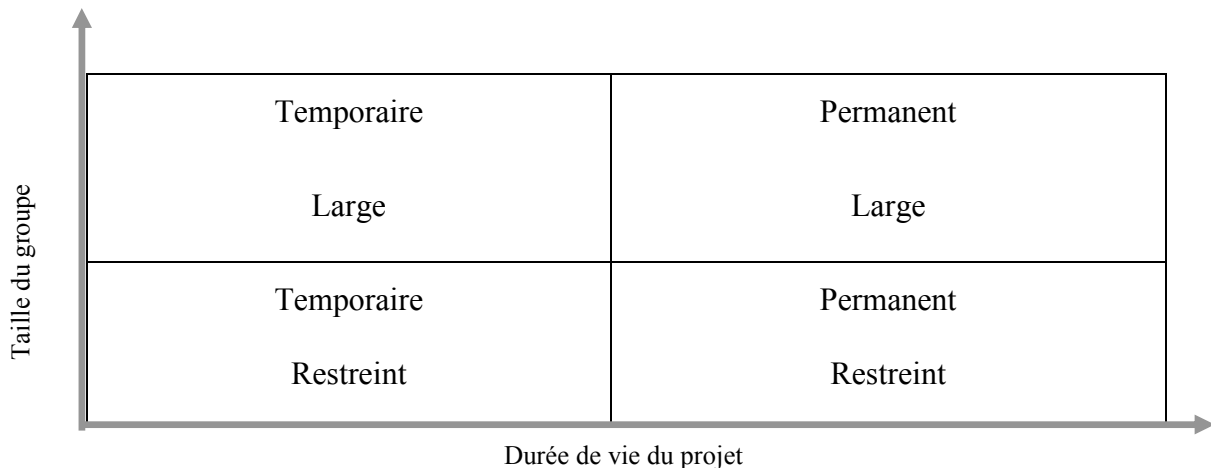 Temporaire
Permanent
Large
Large
Temporaire
Permanent
Restreint
Restreint
Taille du groupe
Durée de vie du projet